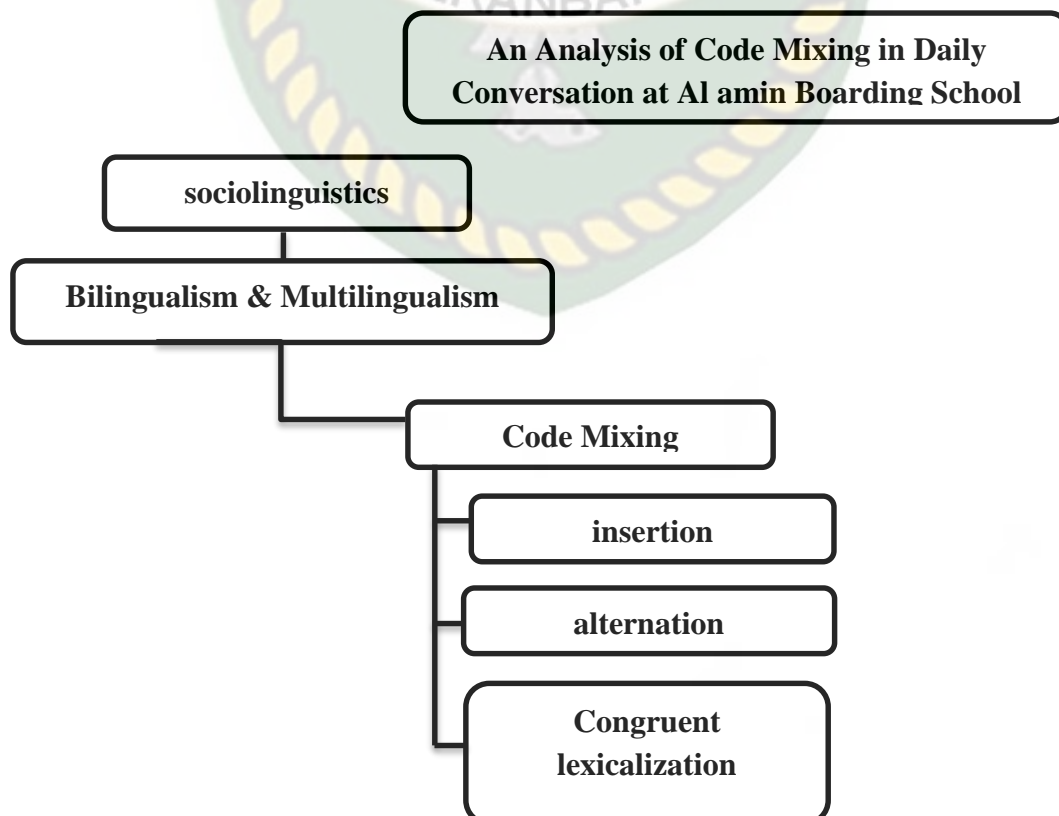 An Analysis of Code Mixing in Daily
Conversation at Al amin Boarding School
sociolinguistics
Bilingualism & Multilingualism
Code Mixing
insertion
alternation
Congruent
lexicalization